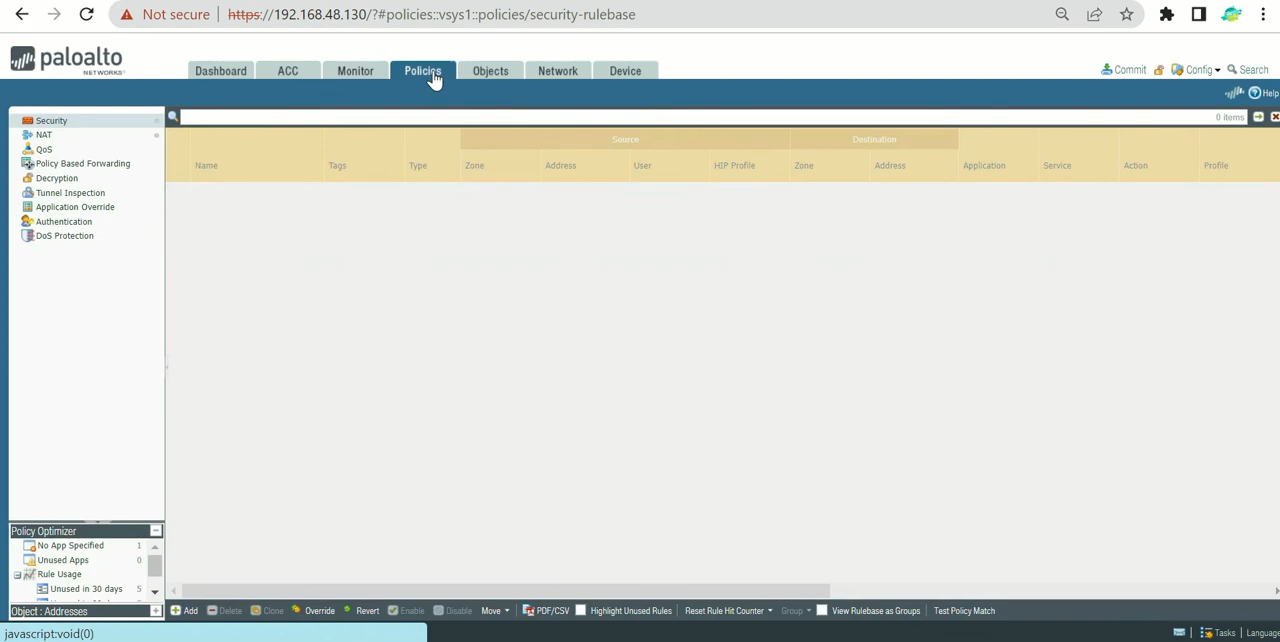 Not secure https://192.168.48.130/?#policies::vsys1::policies/security-rulebase
paloalto
NETWORKS
Dashboard ACC Monitor Policies Objects Network Device
Commit Config Search
Help
Security
NAT
QoS
Policy Based Forwarding
Decryption
Tunnel Inspection
Application Override
Authentication
DoS Protection
0 items
Source Destination
Name Tags Type Zone Address User HIP Profile Zone Address Application Service Action Profile
Policy Optimizer
No App Specified 1
Unused Apps 0
Rule Usage
Unused in 30 days 5
Object : Addresses
Add Delete Clone Override Revert Enable Disable Move PDF/CSV Highlight Unused Rules Reset Rule Hit Counter Group View Rulebase as Groups Test Policy Match
javascript:void(0)
Tasks Language